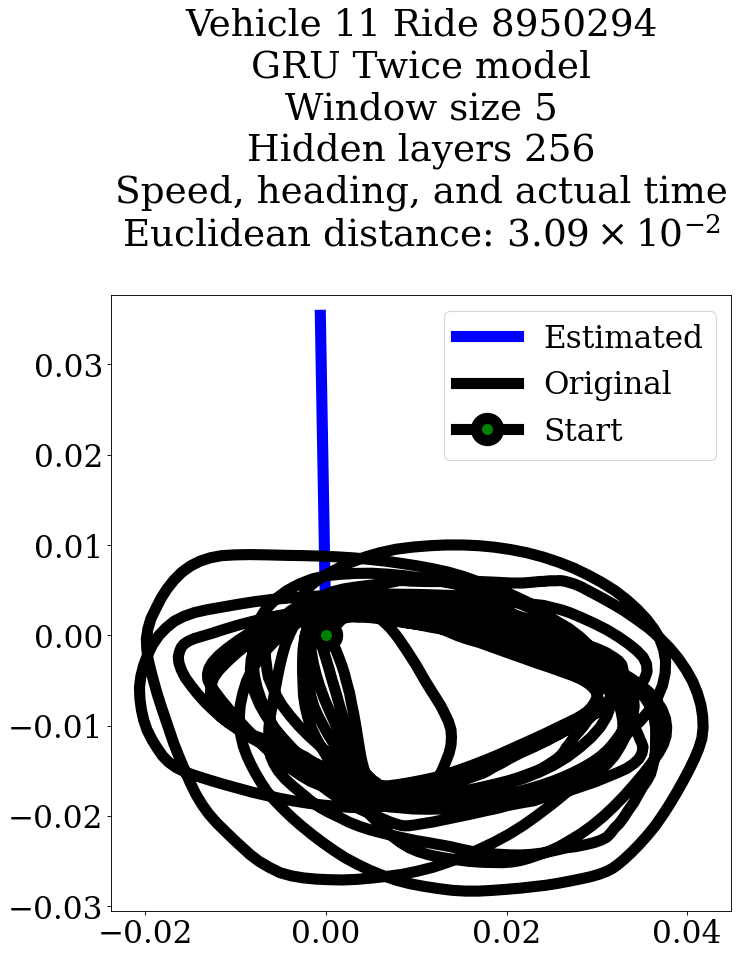 Vehicle 11 Ride 8950294
GRU Twice model
Window size 5
Hidden layers 256
Speed, heading, and actual time
Euclidean distance: 3.09 × 10⁻²
Estimated
Original
Start
0.03
0.02
0.01
0.00
−0.01
−0.02
−0.03
−0.02 0.00 0.02 0.04